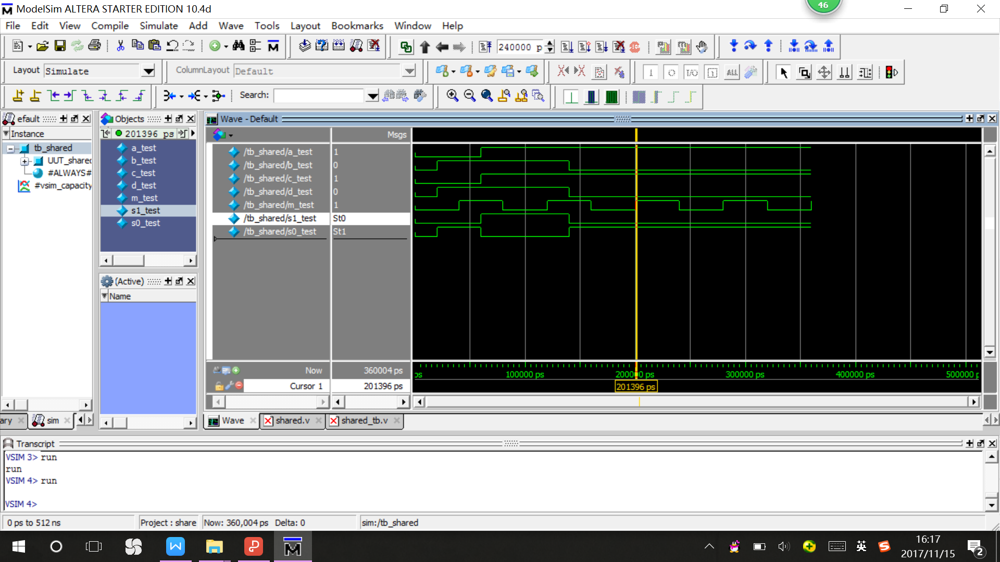 ModelSim ALTERA STARTER EDITION 10.4d
46
File Edit View Compile Simulate Add Wave Tools Layout Bookmarks Window Help
240000 p
Layout Simulate
ColumnLayout Default
I/O
ALL
Search:
efault
Instance
tb_shared
UUT_shared
#ALWAYS#
#vsim_capacity
Objects
201396 ps
a_test
b_test
c_test
d_test
m_test
s1_test
s0_test
(Active)
Name
Wave - Default
Msgs
/tb_shared/a_test 1
/tb_shared/b_test 0
/tb_shared/c_test 1
/tb_shared/d_test 0
/tb_shared/m_test 1
/tb_shared/s1_test St0
/tb_shared/s0_test St1
Now 360004 ps
ps 100000 ps 200000 ps 300000 ps 400000 ps 500000 p
Cursor 1 201396 ps
201396 ps
ary sim
Wave shared.v shared_tb.v
Transcript
VSIM 3> run
run
VSIM 4> run
VSIM 4>
0 ps to 512 ns Project : share Now: 360,004 ps Delta: 0 sim:/tb_shared
英
16:17
2017/11/15
2